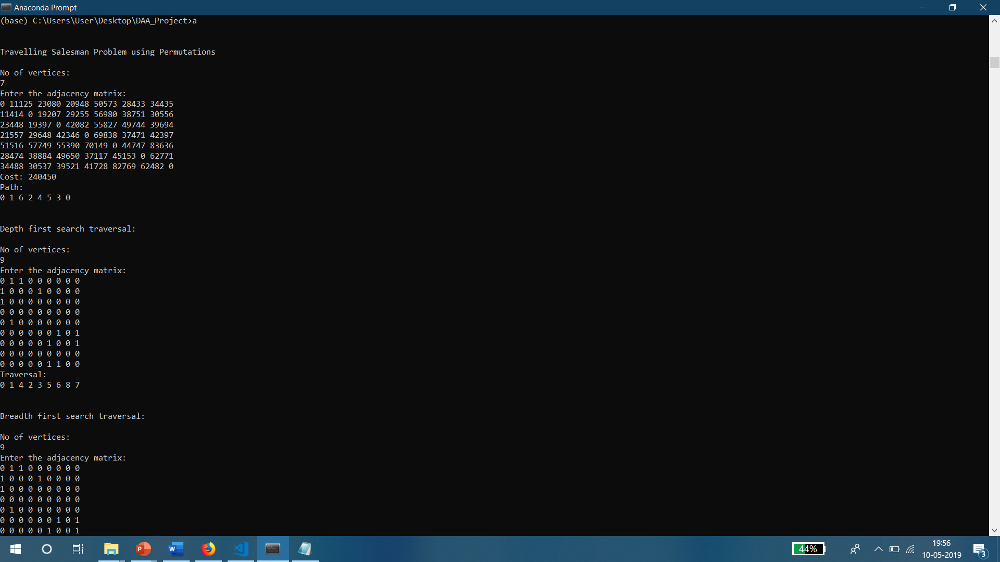 Anaconda Prompt
(base) C:\Users\User\Desktop\DAA_Project>a
Travelling Salesman Problem using Permutations
No of vertices:
7
Enter the adjacency matrix:
0 11125 23080 20948 50573 28433 34435
11414 0 19207 29255 56980 38751 30556
23448 19397 0 42082 55827 49744 39694
21557 29648 42346 0 69838 37471 42397
51516 57749 55390 70149 0 44747 83636
28474 38884 49650 37117 45153 0 62771
34488 30537 39521 41728 82769 62482 0
Cost: 240450
Path:
0 1 6 2 4 5 3 0
Depth first search traversal:
No of vertices:
9
Enter the adjacency matrix:
0 1 1 0 0 0 0 0 0
1 0 0 0 1 0 0 0 0
1 0 0 0 0 0 0 0 0
0 0 0 0 0 0 0 0 0
0 1 0 0 0 0 0 0 0
0 0 0 0 0 0 1 0 1
0 0 0 0 0 1 0 0 1
0 0 0 0 0 0 0 0 0
0 0 0 0 0 1 1 0 0
Traversal:
0 1 4 2 3 5 6 8 7
Breadth first search traversal:
No of vertices:
9
Enter the adjacency matrix:
0 1 1 0 0 0 0 0 0
1 0 0 0 1 0 0 0 0
1 0 0 0 0 0 0 0 0
0 0 0 0 0 0 0 0 0
0 1 0 0 0 0 0 0 0
0 0 0 0 0 0 1 0 1
0 0 0 0 0 1 0 0 1
44%
19:56
10-05-2019
3